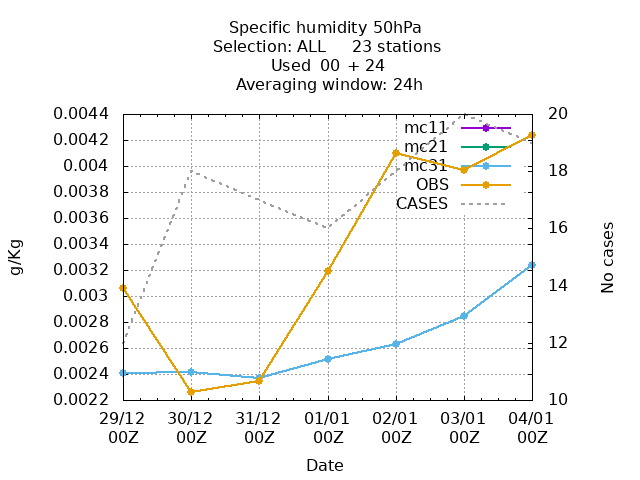 Specific humidity 50hPa
Selection: ALL 23 stations
Used 00 + 24
Averaging window: 24h
0.0044
0.0042
0.004
0.0038
0.0036
0.0034
0.0032
0.003
0.0028
0.0026
0.0024
0.0022
g/Kg
20
18
16
14
12
10
No cases
mc11
mc21
mc31
OBS
CASES
29/12 30/12 31/12 01/01 02/01 03/01 04/01
00Z 00Z 00Z 00Z 00Z 00Z 00Z
Date